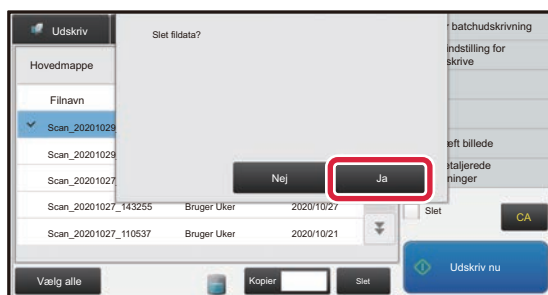 Udskriv
Slet fildata?
batchudskrivning
indstilling for
skrive
Hovedmappe
Filnavn
Scan_20201029
Scan_20201029
Scan_20201027
eft billede
etaljerede
ninger
Nej
Ja
Scan_20201027_143255 Bruger Uker 2020/10/27
Scan_20201027_110537 Bruger Uker 2020/10/21
Slet
CA
Vælg alle
Kopier
Slet
Udskriv nu